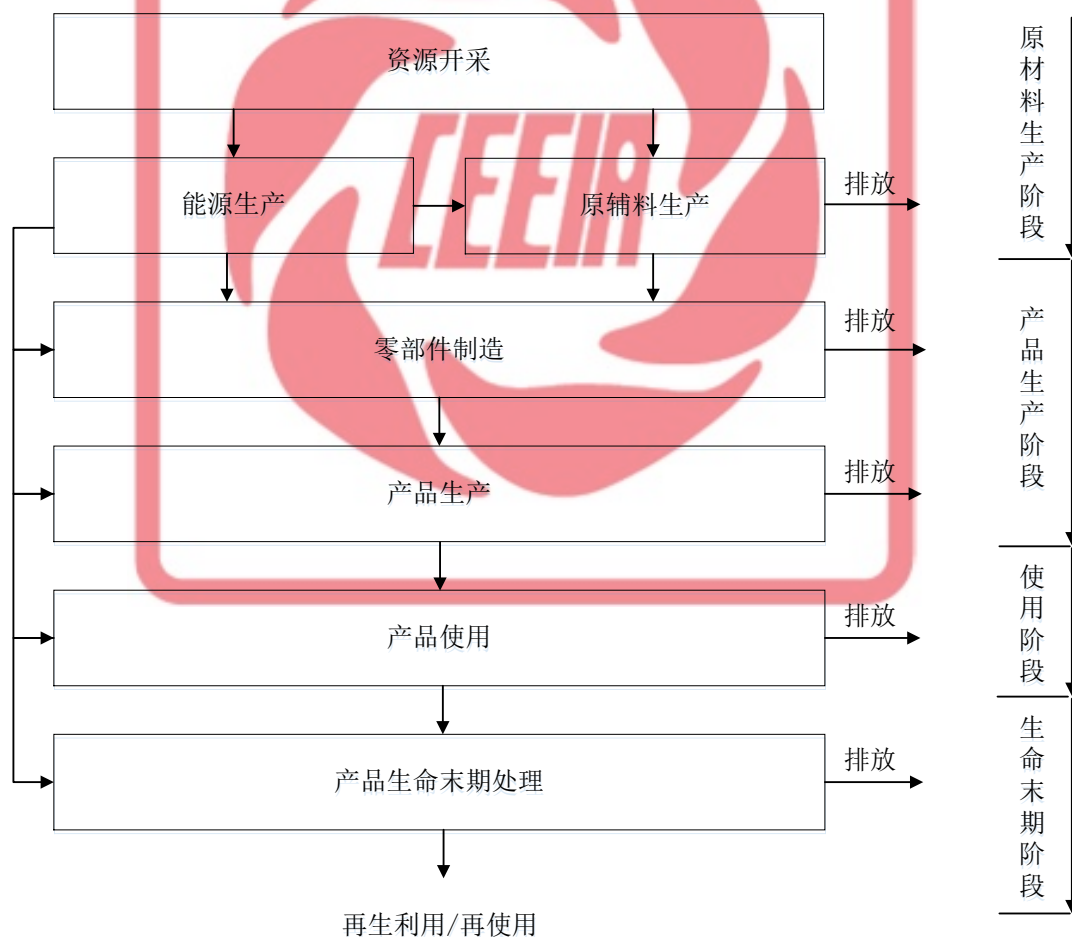 资源开采
原材料生产阶段
能源生产
原辅料生产
排放
CEEIA
零部件制造
排放
产品生产阶段
产品生产
排放
产品使用
排放
使用阶段
产品生命末期处理
排放
生命末期阶段
再生利用/再使用